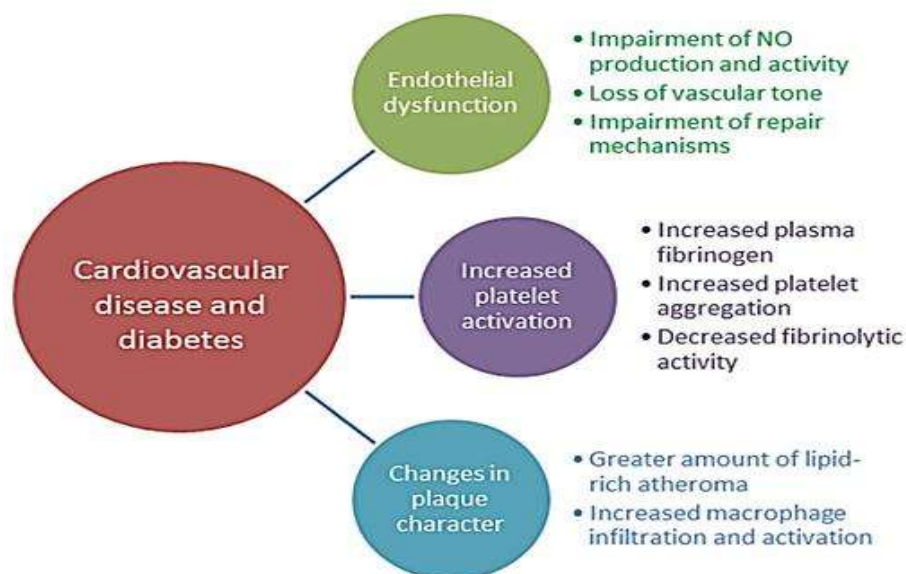 Cardiovascular
disease and
diabetes
Endothelial
dysfunction
• Impairment of NO
production and activity
• Loss of vascular tone
• Impairment of repair
mechanisms
Increased
platelet
activation
• Increased plasma
fibrinogen
• Increased platelet
aggregation
• Decreased fibrinolytic
activity
Changes in
plaque
character
• Greater amount of lipid-
rich atheroma
• Increased macrophage
infiltration and activation